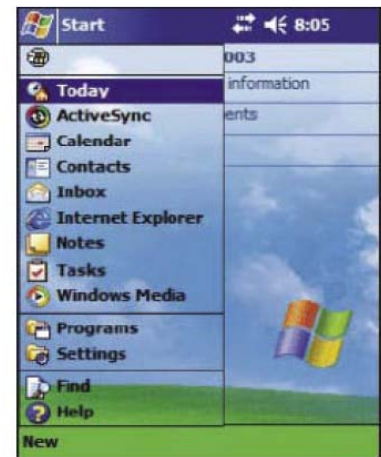 Start 8:05
003
Today
information
ActiveSync
ents
Calendar
Contacts
Inbox
Internet Explorer
Notes
Tasks
Windows Media
Programs
Settings
Find
Help
New